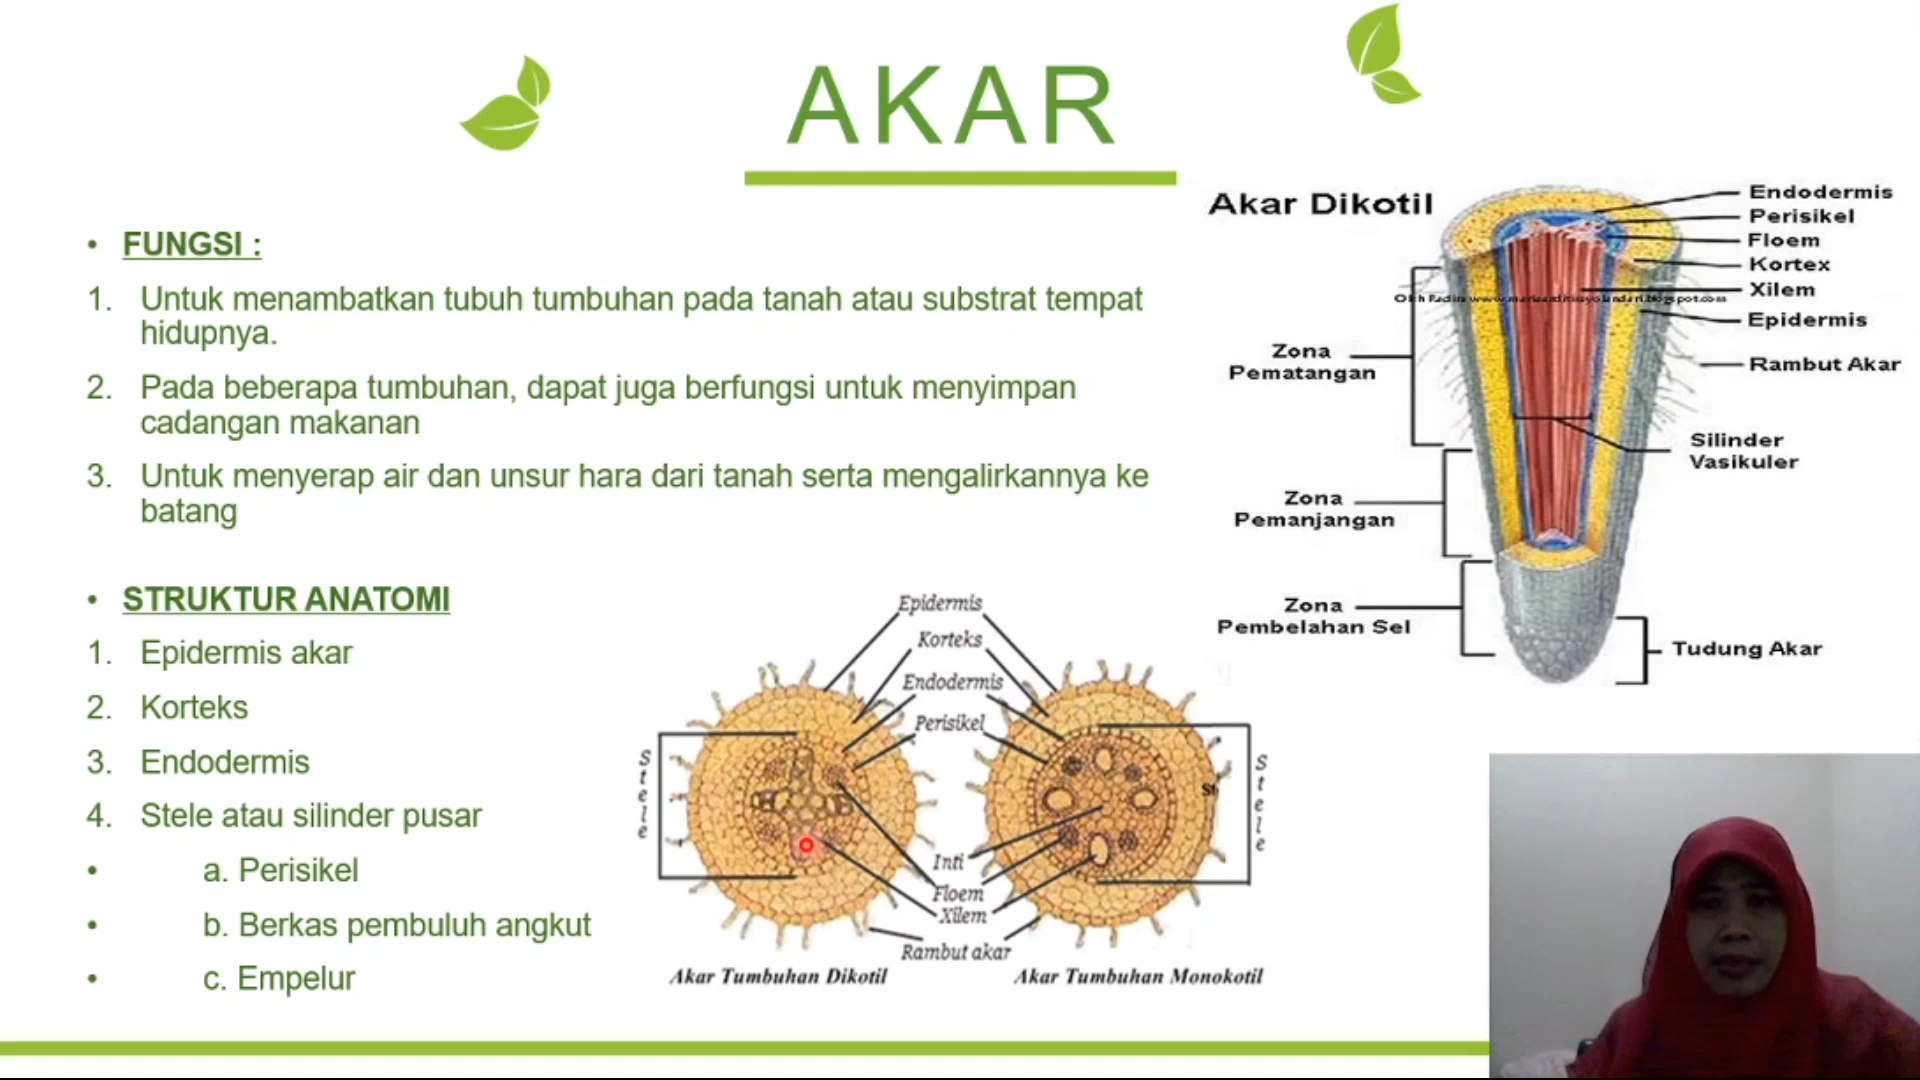 AKAR
• FUNGSI :
1. Untuk menambatkan tubuh tumbuhan pada tanah atau substrat tempat
hidupnya.
2. Pada beberapa tumbuhan, dapat juga berfungsi untuk menyimpan
cadangan makanan
3. Untuk menyerap air dan unsur hara dari tanah serta mengalirkannya ke
batang
• STRUKTUR ANATOMI
1. Epidermis akar
2. Korteks
3. Endodermis
4. Stele atau silinder pusar
• a. Perisikel
• b. Berkas pembuluh angkut
• c. Empelur
Epidermis
Korteks
Endodermis
Perisikel
Stele
Stele
Inti
Floem
Xilem
Rambut akar
Akar Tumbuhan Dikotil
Akar Tumbuhan Monokotil
Akar Dikotil
Endodermis
Perisikel
Floem
Kortex
Xilem
Epidermis
Rambut Akar
Zona
Pematangan
Silinder
Vasikuler
Zona
Pemanjangan
Zona
Pembelahan Sel
Tudung Akar